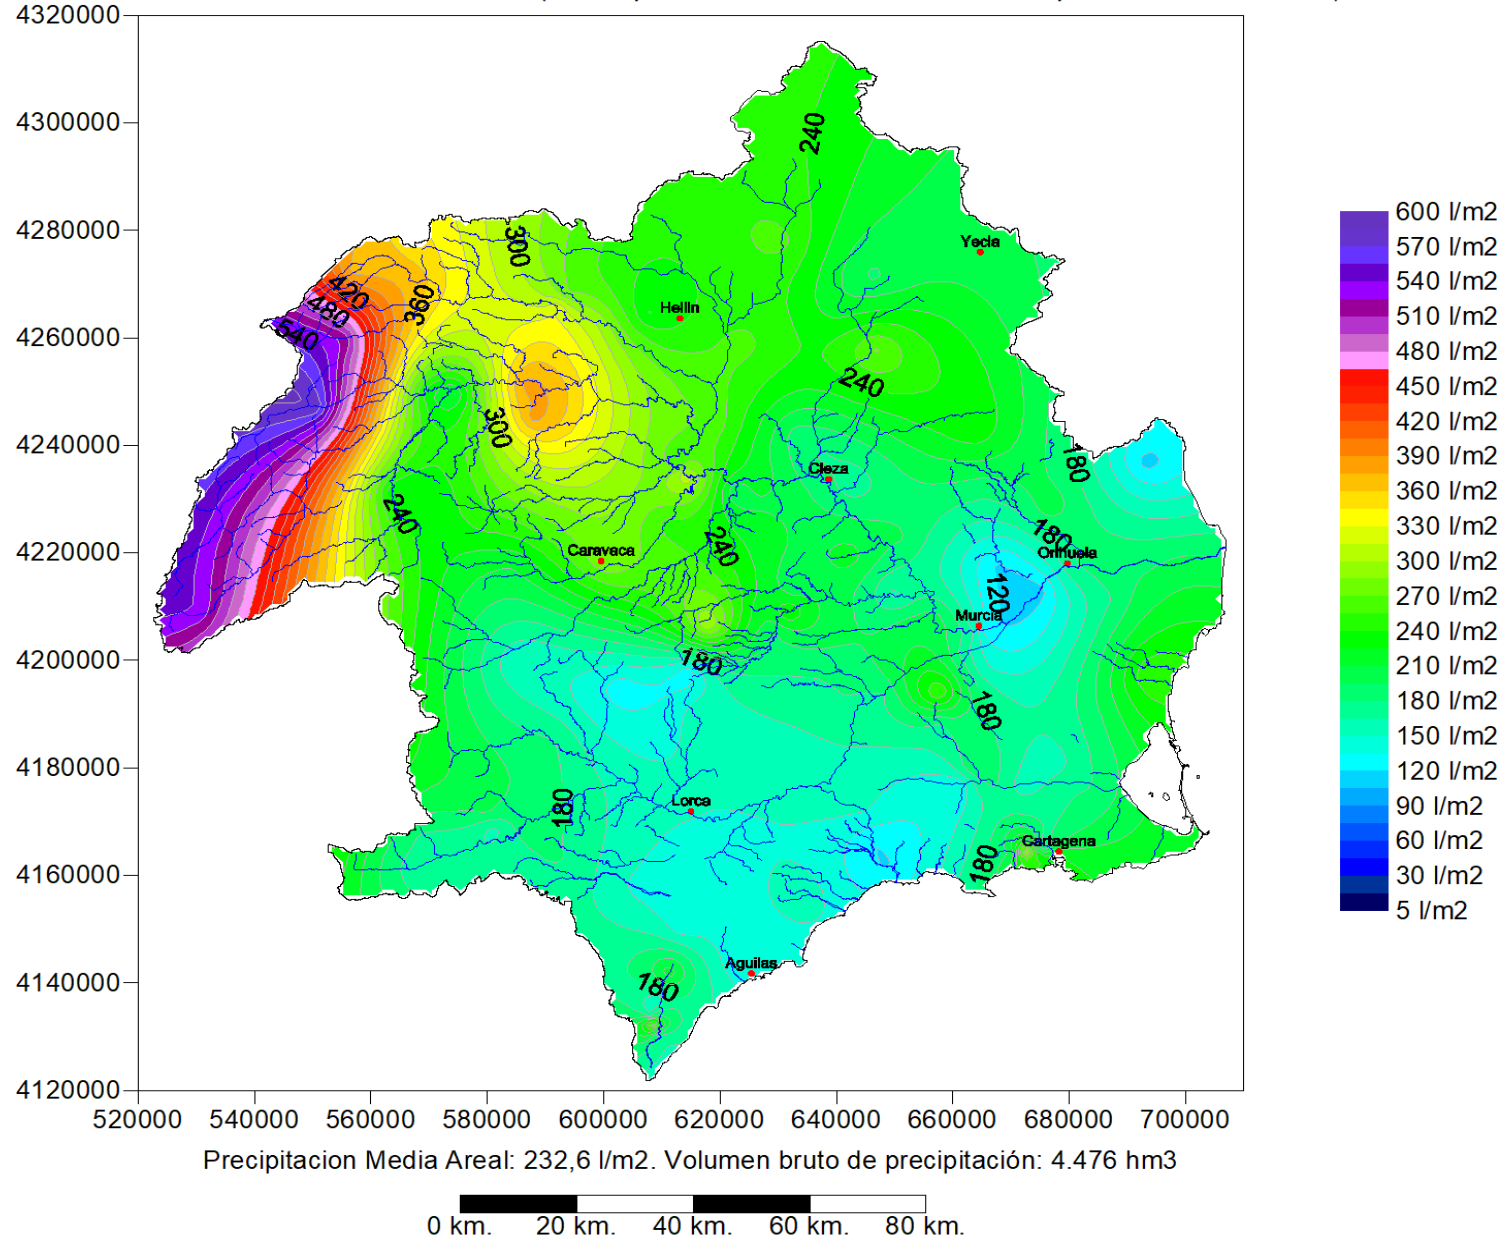 4320000
4300000
4280000
4260000
4240000
4220000
4200000
4180000
4160000
4140000
4120000
520000 540000 560000 580000 600000 620000 640000 660000 680000 700000
240
Yecla
300
420
480
540
360
Hellin
240
300
Cieza
180
240
Caravaca
240
180
Orihuela
120
Murcia
180
180
Lorca
180
Cartagena
180
Aguilas
180
600 l/m2
570 l/m2
540 l/m2
510 l/m2
480 l/m2
450 l/m2
420 l/m2
390 l/m2
360 l/m2
330 l/m2
300 l/m2
270 l/m2
240 l/m2
210 l/m2
180 l/m2
150 l/m2
120 l/m2
90 l/m2
60 l/m2
30 l/m2
5 l/m2
Precipitacion Media Areal: 232,6 l/m2. Volumen bruto de precipitación: 4.476 hm3
0 km. 20 km. 40 km. 60 km. 80 km.